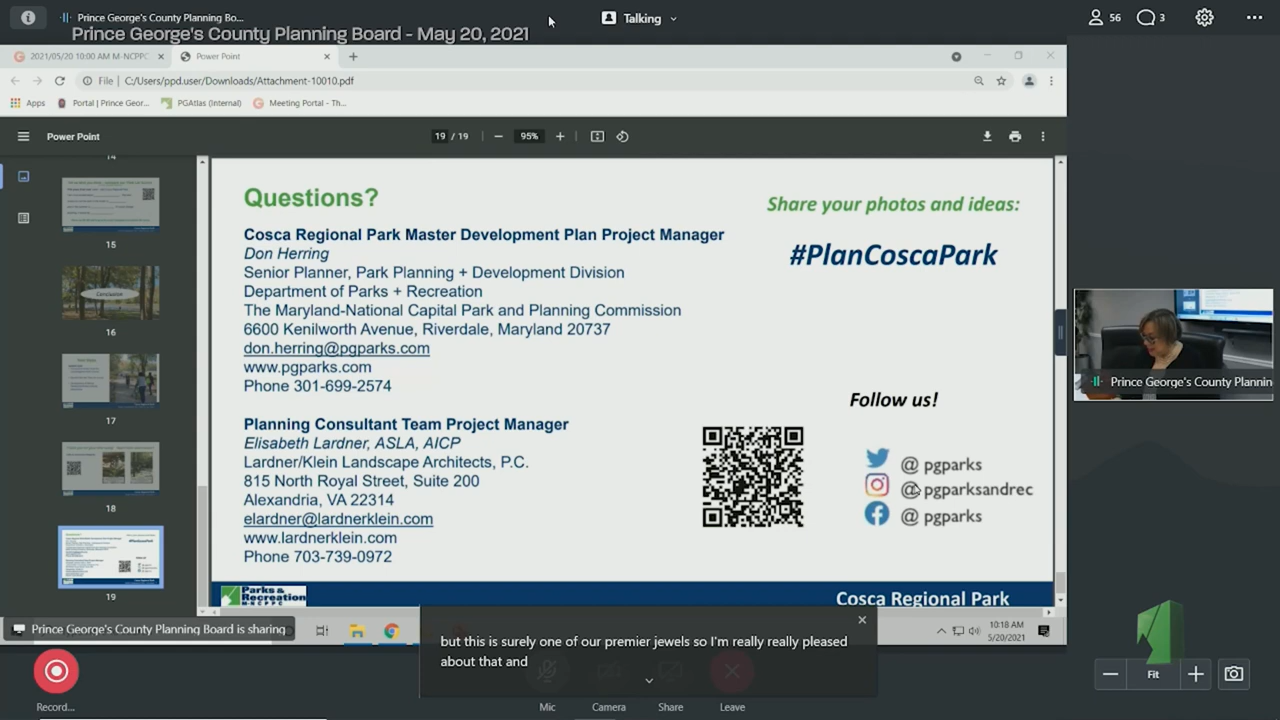 Prince George's County Planning Bo...
Talking
56
3
Prince George's County Planning Board - May 20, 2021
2021/05/20 10:00 AM M-NCPPC
Power Point
File
C:/Users/ppd.user/Downloads/Attachment-10010.pdf
Apps
Portal | Prince Geor...
PGAtlas (Internal)
Meeting Portal - Th...
Power Point
19 / 19
95%
14
15
Conclusion
16
17
18
19
Questions?
Cosca Regional Park Master Development Plan Project Manager
Don Herring
Senior Planner, Park Planning + Development Division
Department of Parks + Recreation
The Maryland-National Capital Park and Planning Commission
6600 Kenilworth Avenue, Riverdale, Maryland 20737
don.herring@pgparks.com
www.pgparks.com
Phone 301-699-2574
Planning Consultant Team Project Manager
Elisabeth Lardner, ASLA, AICP
Lardner/Klein Landscape Architects, P.C.
815 North Royal Street, Suite 200
Alexandria, VA 22314
elardner@lardnerklein.com
www.lardnerklein.com
Phone 703-739-0972
Share your photos and ideas:
#PlanCoscaPark
Follow us!
@ pgparks
@ pgparksandrec
@ pgparks
Parks &
Recreation
M-NCPPC
Cosca Regional Park
Prince George's County Plannin
Prince George's County Planning Board is sharing
10:18 AM
5/20/2021
but this is surely one of our premier jewels so I'm really really pleased
about that and
Record...
Mic
Camera
Share
Leave
Fit